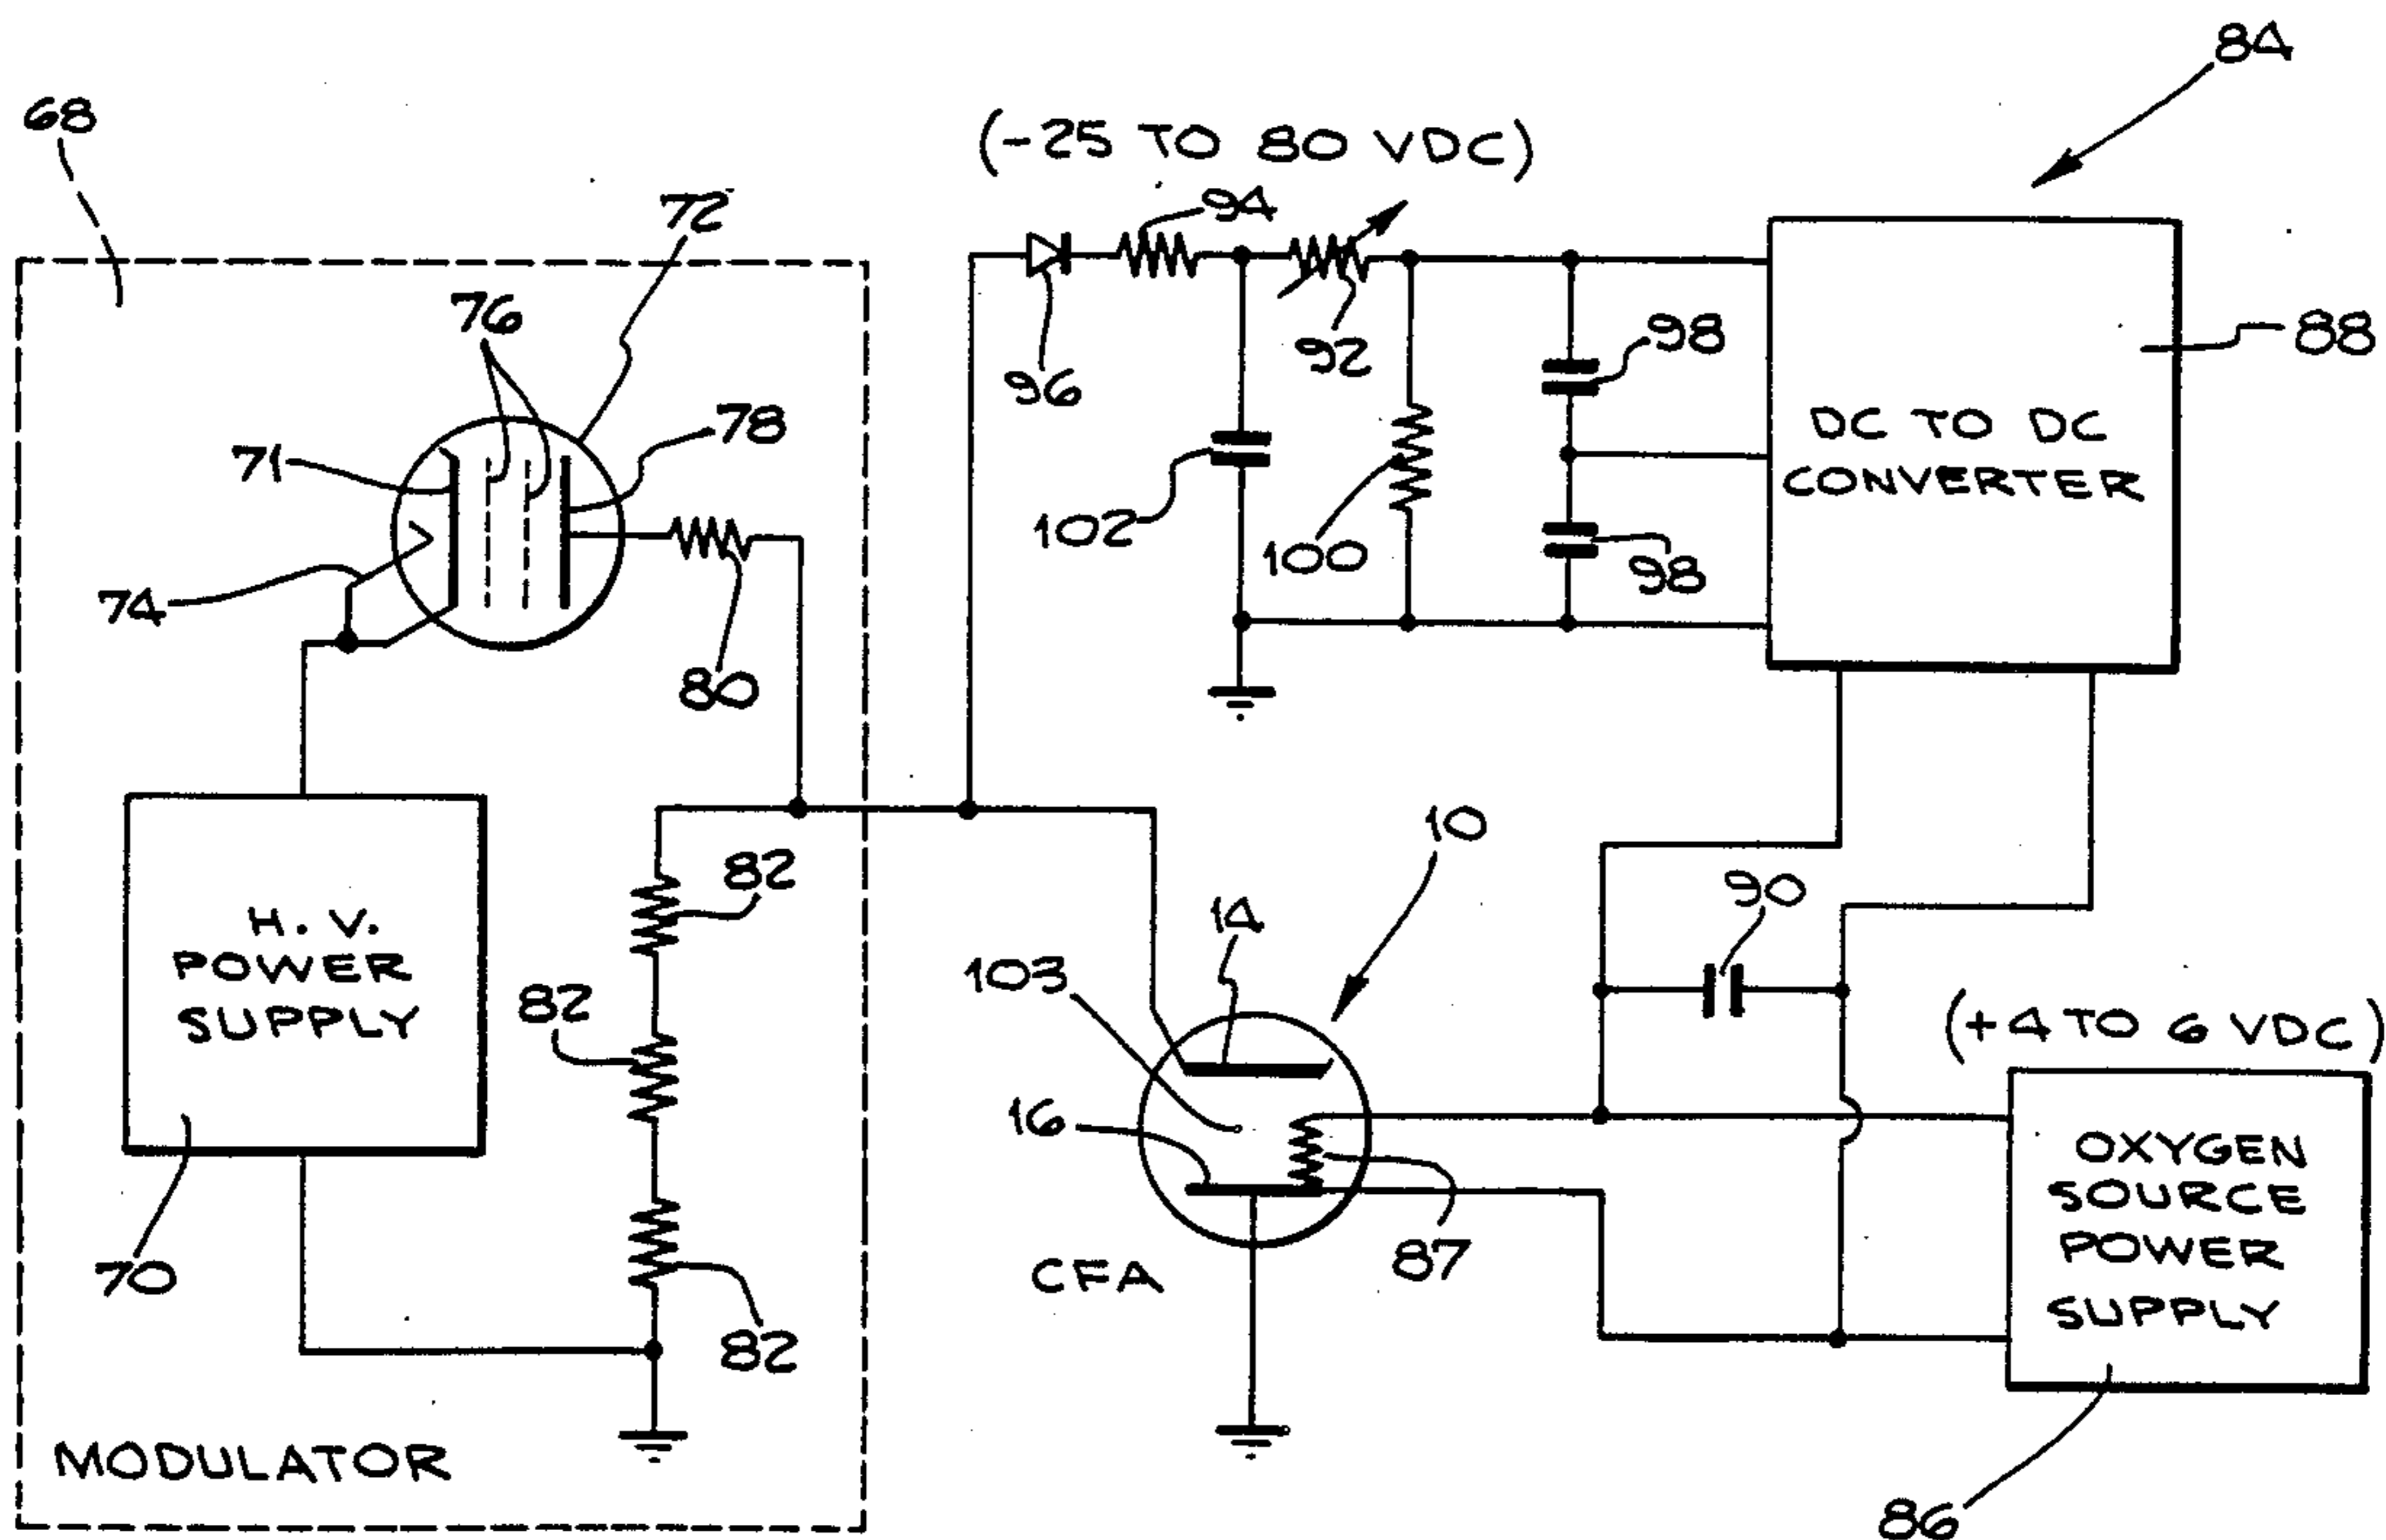 84
68
(-25 TO 80 VDC)
94
72
76
88
98
92
96
78
71
DC TO DC
CONVERTER
102
100
98
74
80
10
82
90
14
H. V.
POWER
SUPPLY
103
82
(+4 TO 6 VDC)
16
OXYGEN
SOURCE
POWER
SUPPLY
87
70
CFA
82
MODULATOR
86